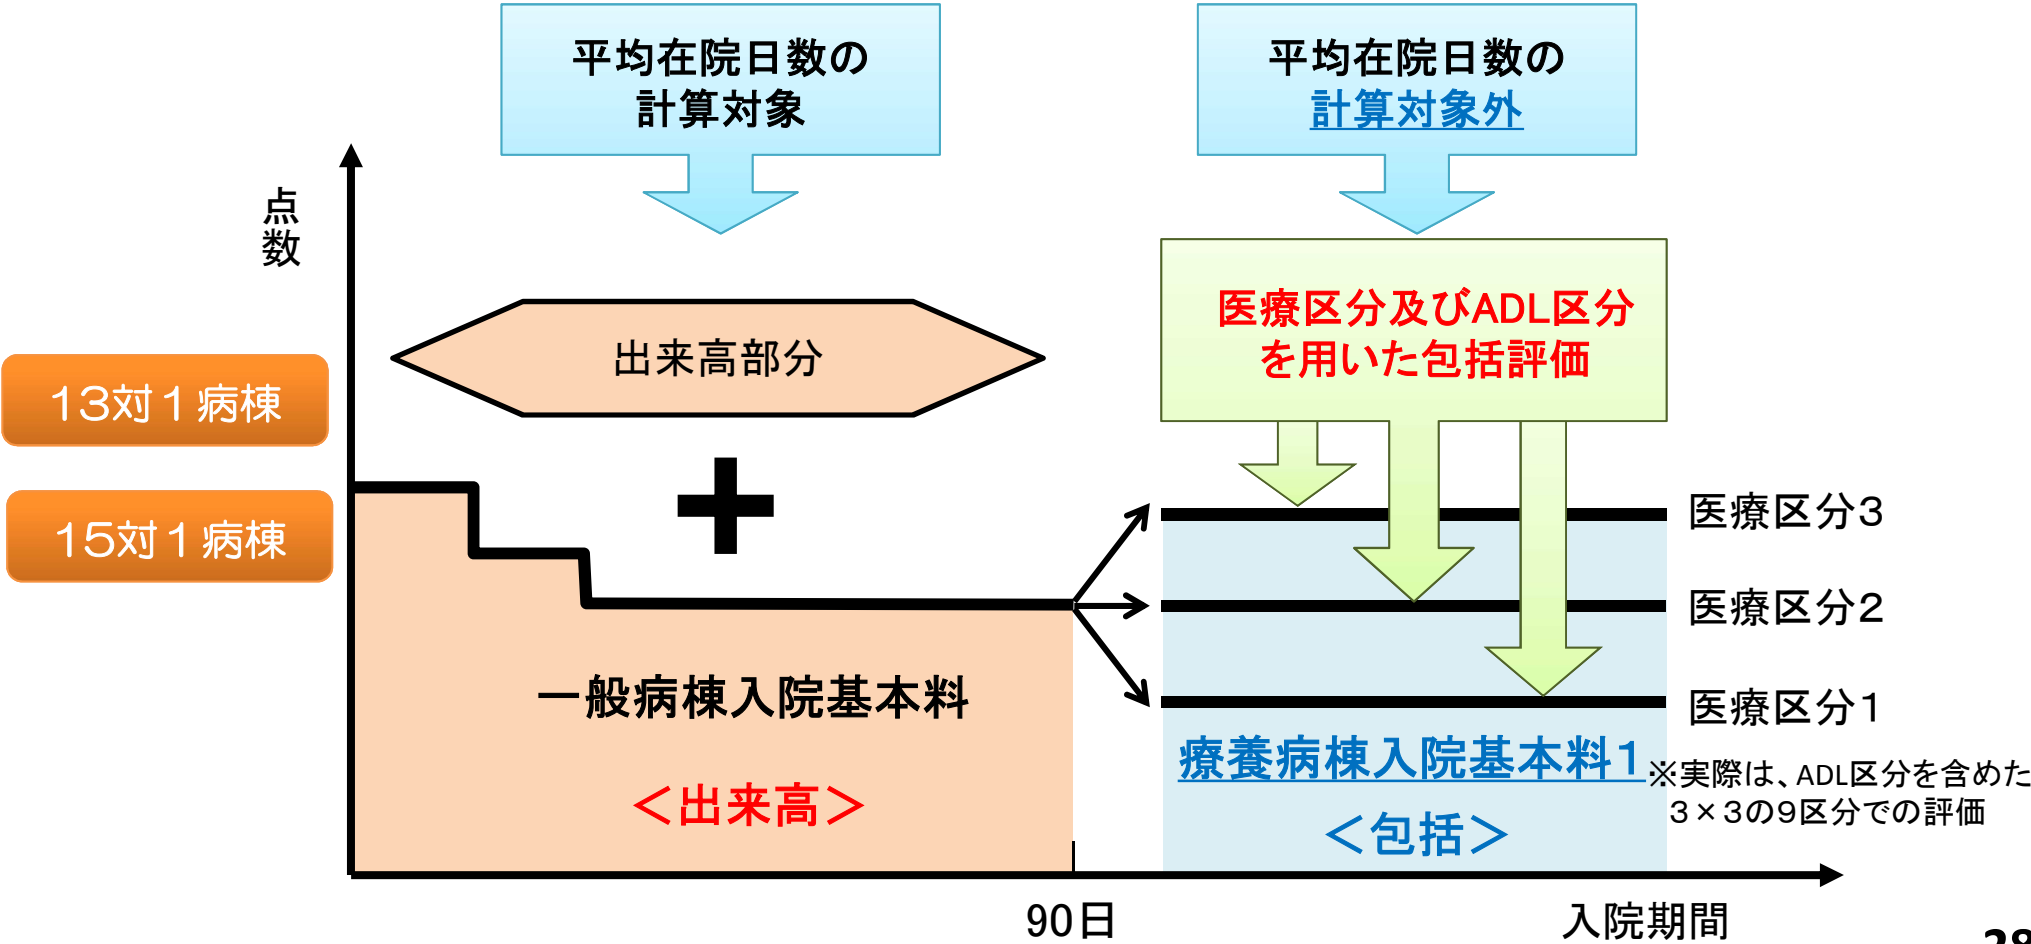 平均在院日数の
計算対象
平均在院日数の
計算対象外
点
数
医療区分及びADL区分
を用いた包括評価
出来高部分
13対１病棟
15対１病棟
医療区分３
医療区分２
医療区分１
一般病棟入院基本料
＜出来高＞
療養病棟入院基本料１
＜包括＞
※実際は、ADL区分を含めた
３×３の９区分での評価
90日
入院期間
28